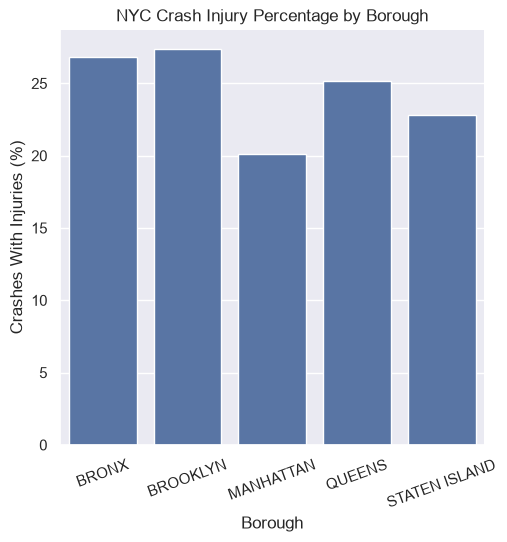 NYC Crash Injury Percentage by Borough
Crashes With Injuries (%)
25
20
15
10
5
0
BRONX
BROOKLYN
MANHATTAN
QUEENS
STATEN ISLAND
Borough